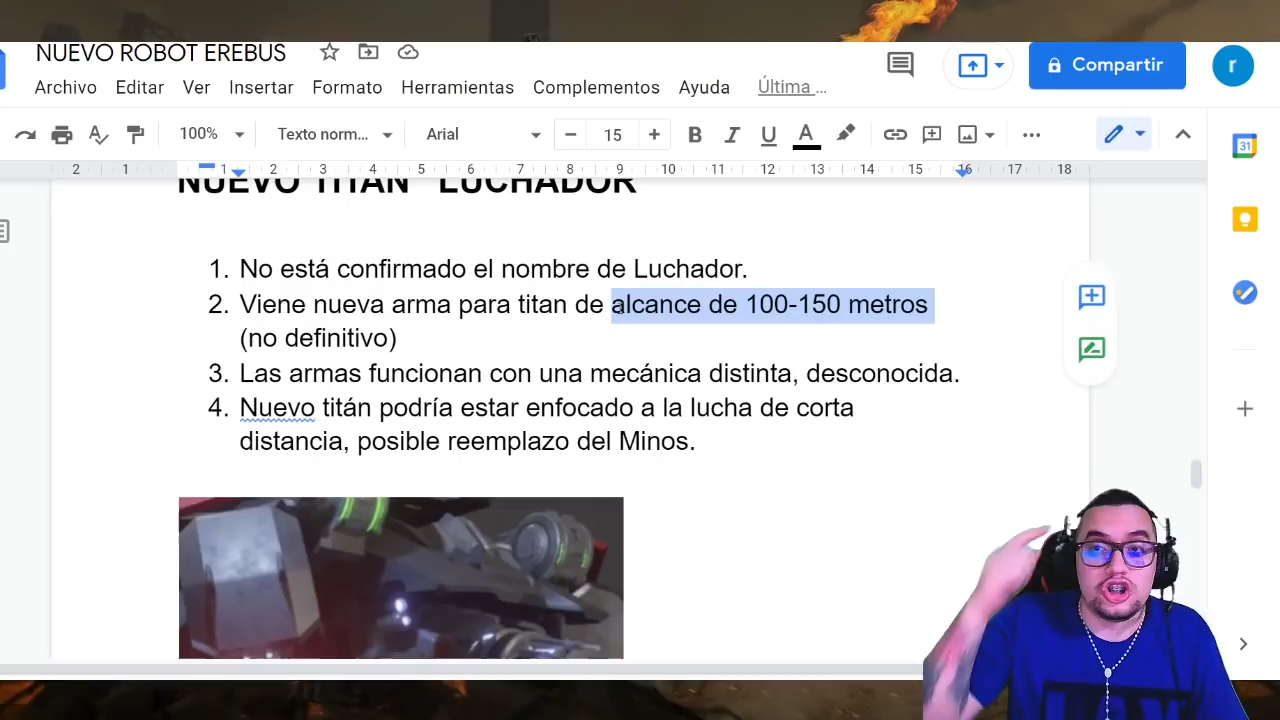 NUEVO ROBOT EREBUS
Archivo Editar Ver Insertar Formato Herramientas Complementos Ayuda Última ...
Compartir
r
100% Texto norm... Arial 15 B I U A
2 1 1 2 3 4 5 6 7 8 9 10 11 12 13 14 15 16 17 18
31
NUEVO TITAN "LUCHADOR"
1. No está confirmado el nombre de Luchador.
2. Viene nueva arma para titan de alcance de 100-150 metros
(no definitivo)
3. Las armas funcionan con una mecánica distinta, desconocida.
4. Nuevo titán podría estar enfocado a la lucha de corta
distancia, posible reemplazo del Minos.